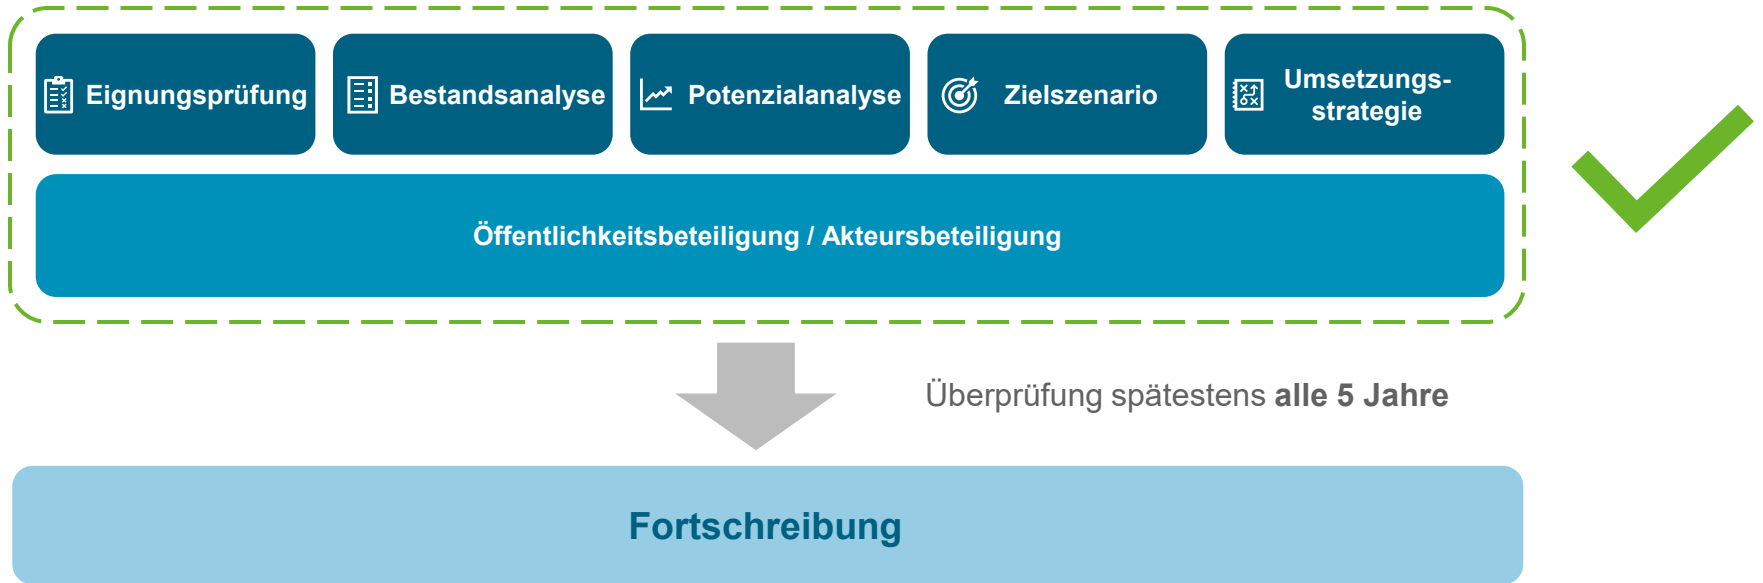 Eignungsprüfung
Bestandsanalyse
Potenzialanalyse
Zielszenario
Umsetzungs-
strategie
Öffentlichkeitsbeteiligung / Akteursbeteiligung
Überprüfung spätestens alle 5 Jahre
Fortschreibung